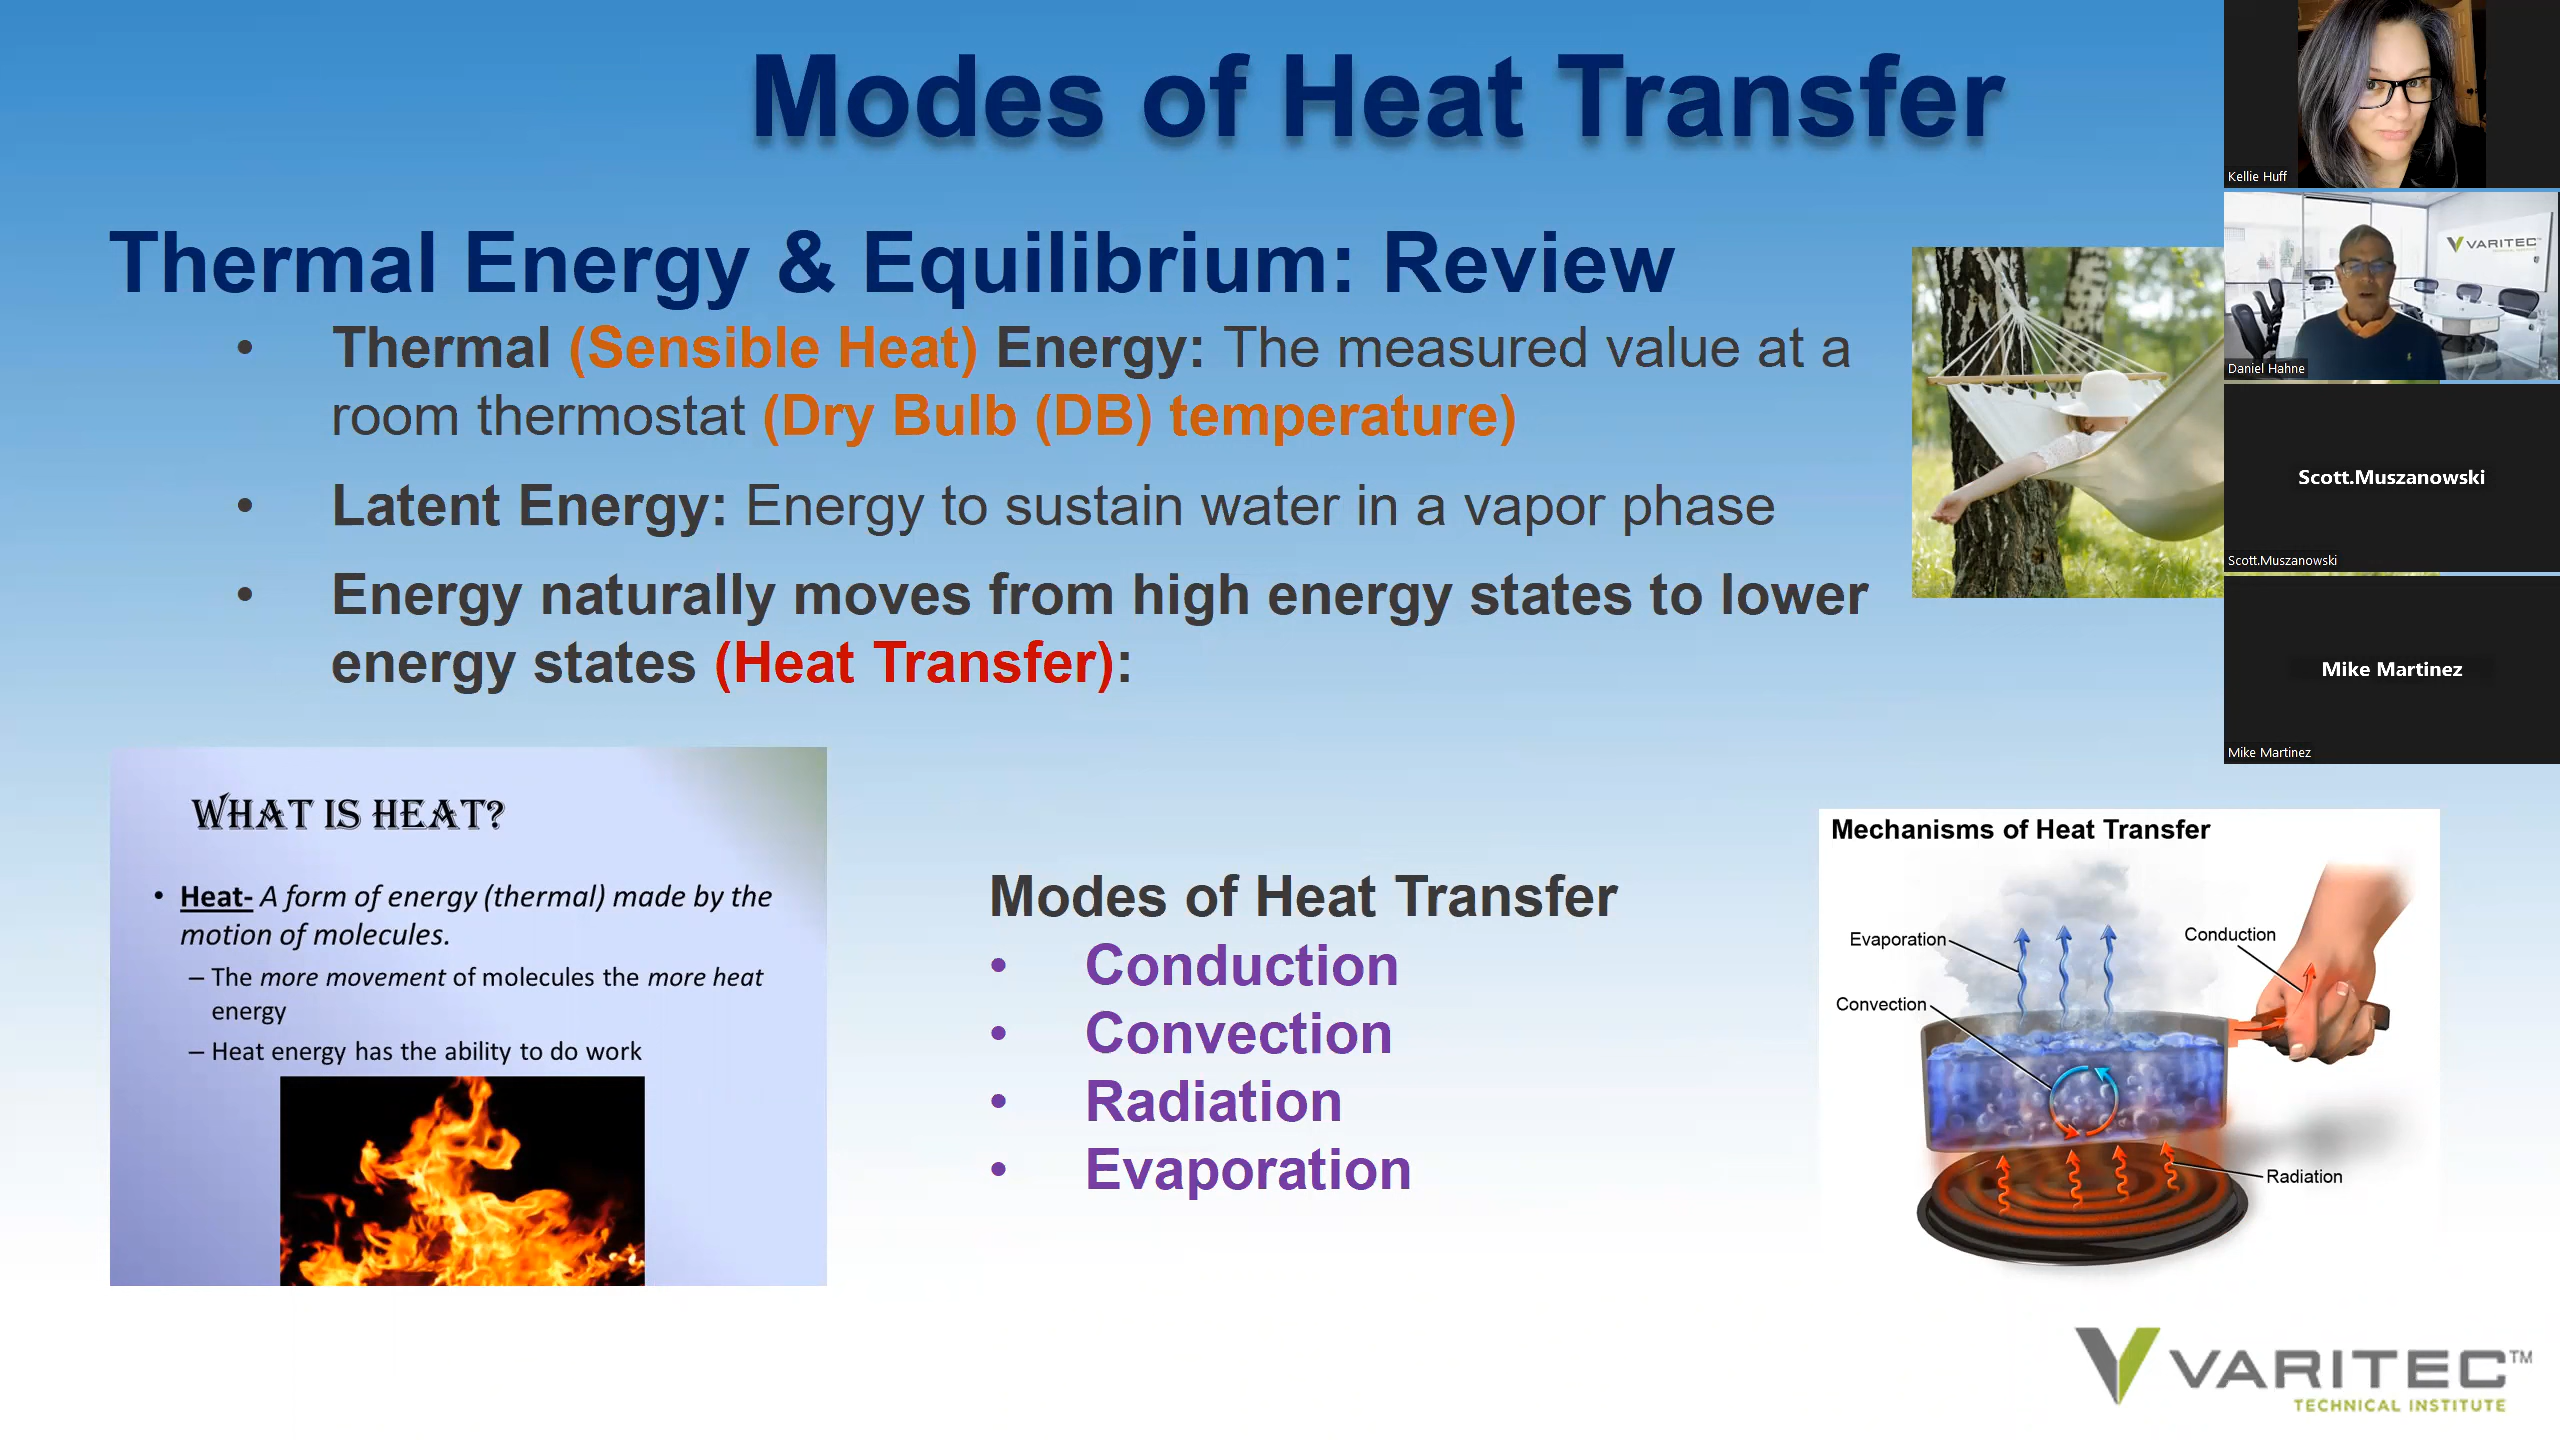 Modes of Heat Transfer
Thermal Energy & Equilibrium: Review
• Thermal (Sensible Heat) Energy: The measured value at a
room thermostat (Dry Bulb (DB) temperature)
• Latent Energy: Energy to sustain water in a vapor phase
• Energy naturally moves from high energy states to lower
energy states (Heat Transfer):
WHAT IS HEAT?
• Heat- A form of energy (thermal) made by the
motion of molecules.
– The more movement of molecules the more heat
energy
– Heat energy has the ability to do work
Modes of Heat Transfer
• Conduction
• Convection
• Radiation
• Evaporation
Mechanisms of Heat Transfer
Evaporation
Conduction
Convection
Radiation
VARITEC™
TECHNICAL INSTITUTE
Kellie Huff
VARITEC™
TECHNICAL INSTITUTE
Daniel Hahne
Scott.Muszanowski
Scott.Muszanowski
Mike Martinez
Mike Martinez